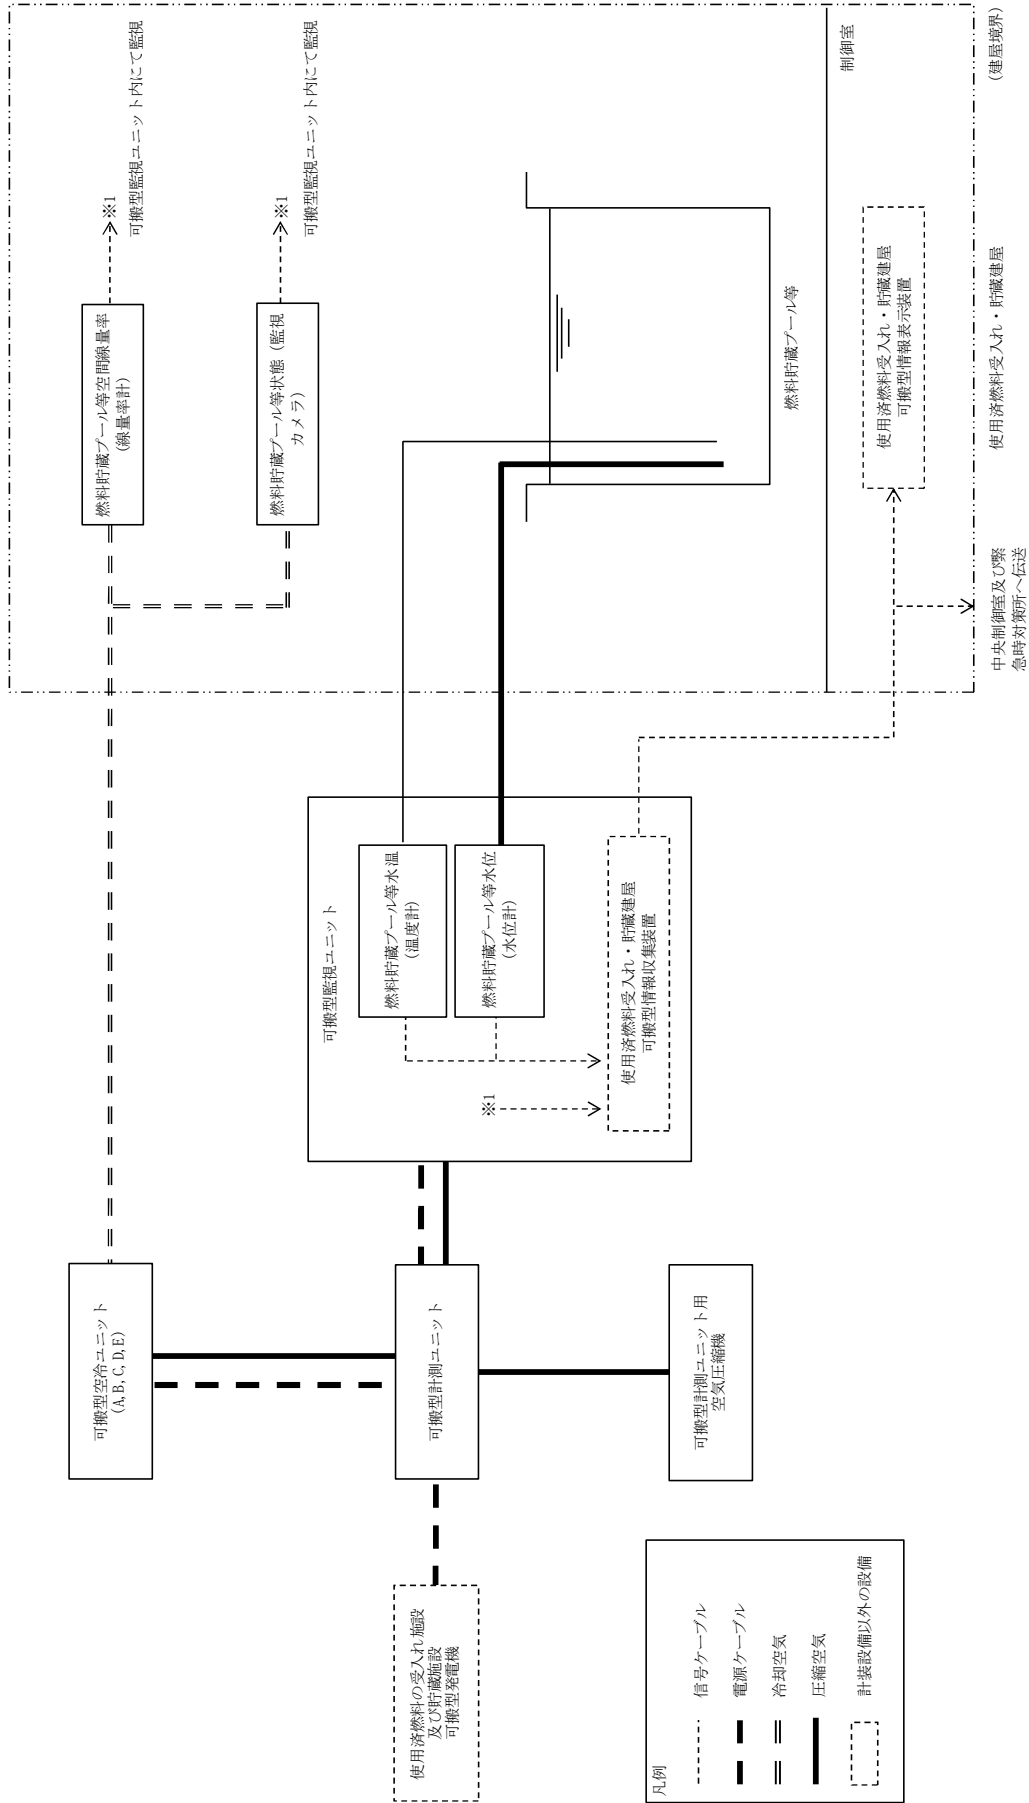 使用済燃料の受入れ施設
及び貯蔵施設
可搬型発電機
可搬型空冷ユニット
(A, B, C, D, E)
可搬型計測ユニット
可搬型計測ユニット用
空気圧縮機
可搬型監視ユニット
燃料貯蔵プール等水温
(温度計)
燃料貯蔵プール等水位
(水位計)
※1
使用済燃料受入れ・貯蔵建屋
可搬型情報収集装置
燃料貯蔵プール等空間線量率
(線量率計)
※1
可搬型監視ユニット内にて監視
燃料貯蔵プール等状態（監視
カメラ）
※1
可搬型監視ユニット内にて監視
燃料貯蔵プール等
制御室
使用済燃料受入れ・貯蔵建屋
可搬型情報表示装置
中央制御室及び緊
急時対策所へ伝送
使用済燃料受入れ・貯蔵建屋
（建屋境界）
凡例
信号ケーブル
電源ケーブル
冷却空気
圧縮空気
計装設備以外の設備